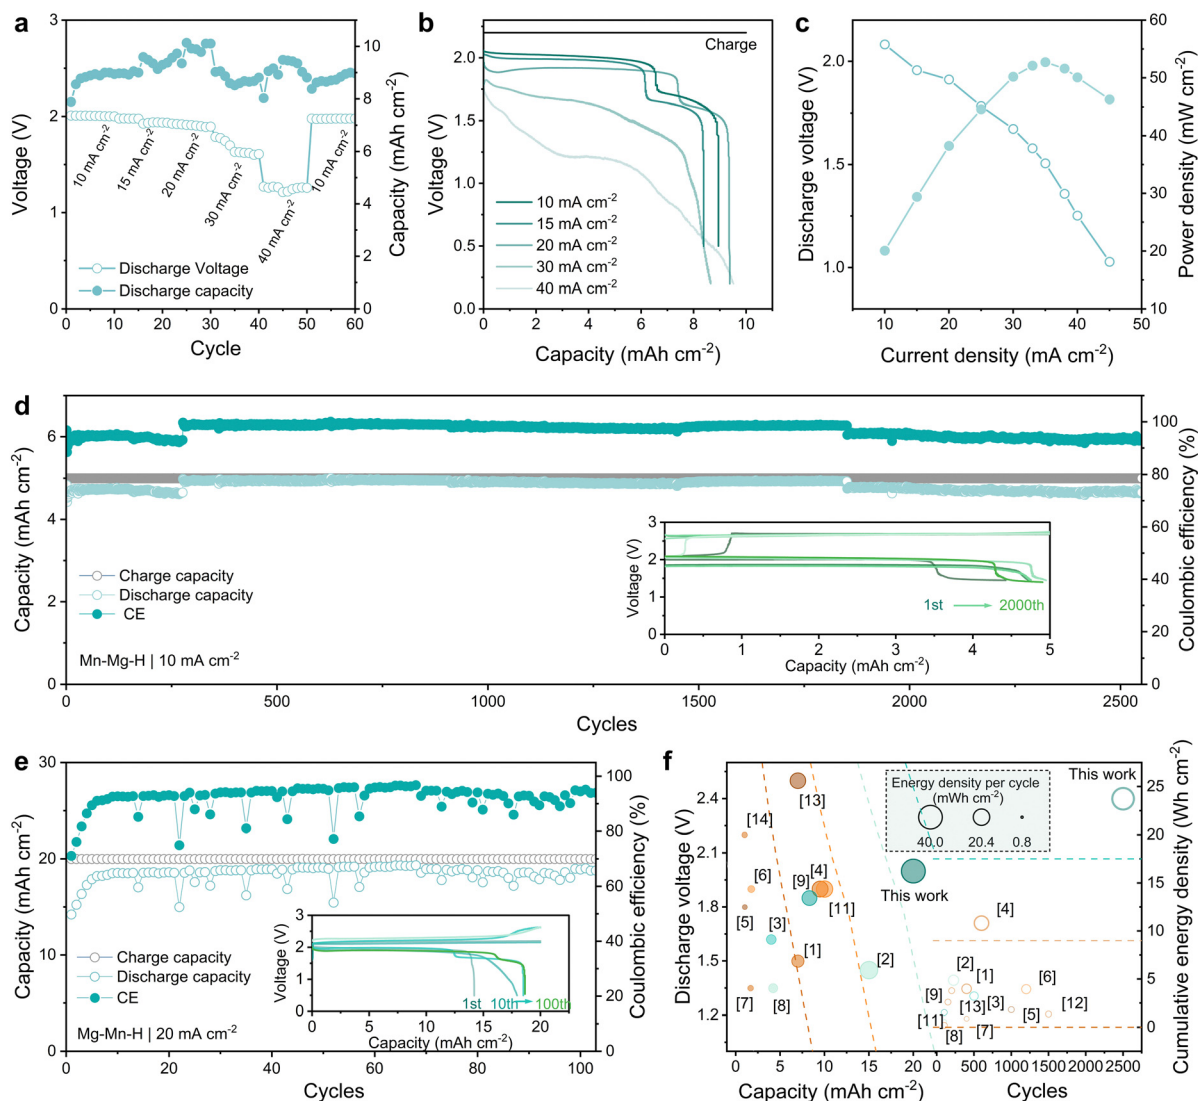 a
3
2
1
0
Voltage (V)
10
8
6
4
2
0
Capacity (mAh cm⁻²)
10 mA cm⁻²
15 mA cm⁻²
20 mA cm⁻²
30 mA cm⁻²
40 mA cm⁻²
10 mA cm⁻²
Discharge Voltage
Discharge capacity
0 10 20 30 40 50 60
Cycle
b
2.0
1.5
1.0
0.5
0.0
Voltage (V)
Charge
10 mA cm⁻²
15 mA cm⁻²
20 mA cm⁻²
30 mA cm⁻²
40 mA cm⁻²
0 2 4 6 8 10
Capacity (mAh cm⁻²)
c
2.0
1.5
1.0
Discharge voltage (V)
60
50
40
30
20
10
Power density (mW cm⁻²)
10 20 30 40 50
Current density (mA cm⁻²)
d
6
4
2
0
Capacity (mAh cm⁻²)
100
80
60
40
20
0
Coulombic efficiency (%)
Charge capacity
Discharge capacity
CE
Mn-Mg-H | 10 mA cm⁻²
3
2
1
0
Voltage (V)
1st
2000th
0 1 2 3 4 5
Capacity (mAh cm⁻²)
0 500 1000 1500 2000 2500
Cycles
e
30
20
10
0
Capacity (mAh cm⁻²)
100
80
60
40
20
0
Coulombic efficiency (%)
Charge capacity
Discharge capacity
CE
Mg-Mn-H | 20 mA cm⁻²
3
2
1
0
Voltage (V)
1st 10th 100th
0 5 10 15 20
Capacity (mAh cm⁻²)
0 20 40 60 80 100
Cycles
f
2.4
2.1
1.8
1.5
1.2
Discharge voltage (V)
25
20
15
10
5
0
Cumulative energy density (Wh cm⁻²)
Energy density per cycle
(mWh cm⁻²)
40.0 20.4 0.8
This work
This work
[13]
[14]
[6]
[9]
[4]
[11]
[5]
[3]
[1]
[2]
[7]
[8]
[4]
[2]
[1]
[6]
[9]
[13]
[3]
[5]
[12]
[11]
[8]
[7]
0 5 10 15 20
Capacity (mAh cm⁻²)
0 500 1000 1500 2000 2500
Cycles